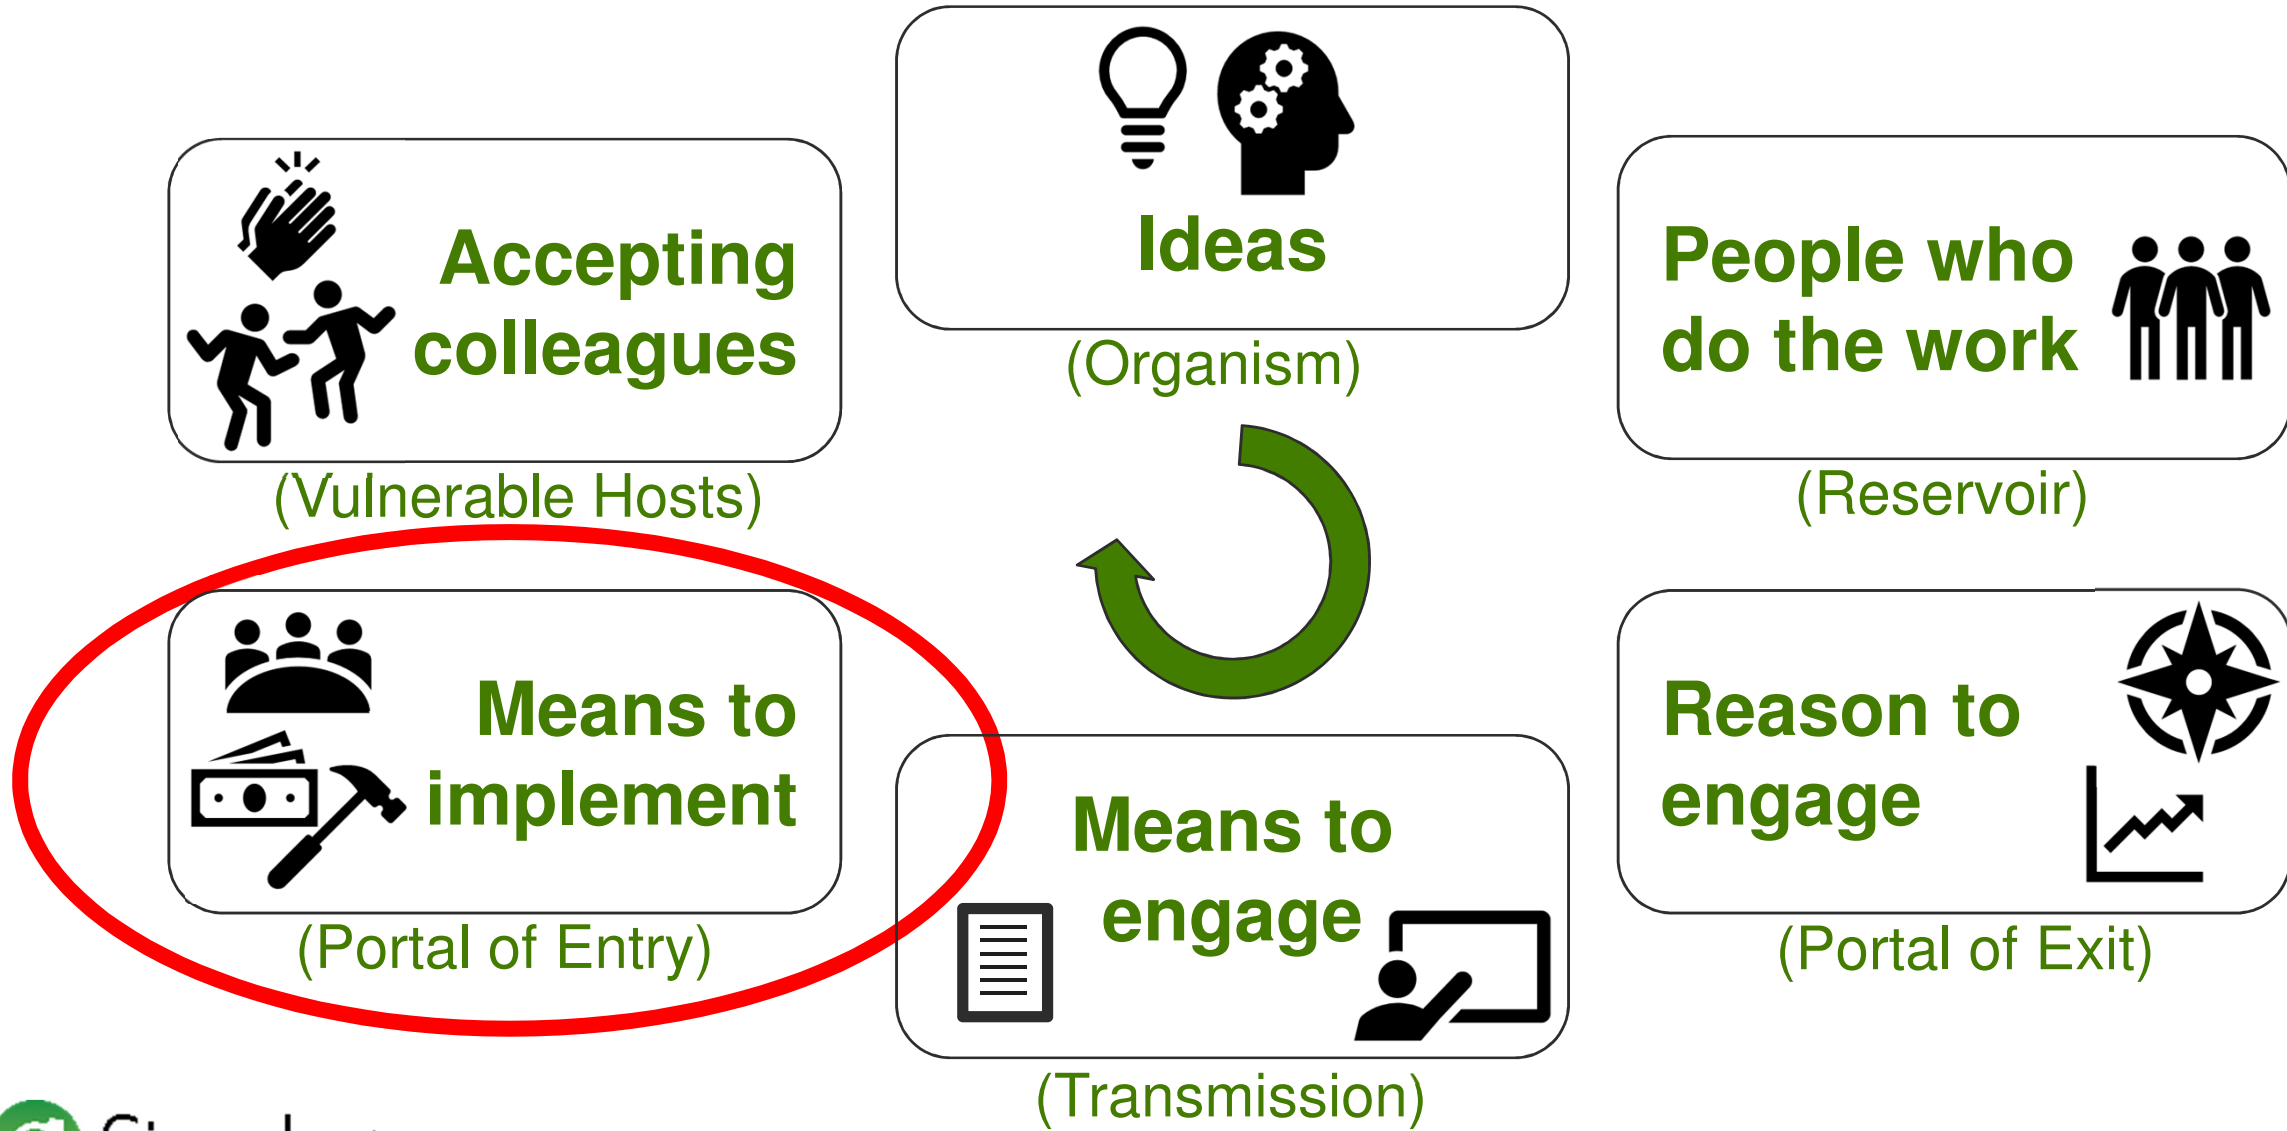 Ideas
(Organism)
People who
do the work
(Reservoir)
Reason to
engage
(Portal of Exit)
Means to
engage
(Transmission)
Means to
implement
(Portal of Entry)
Accepting
colleagues
(Vulnerable Hosts)